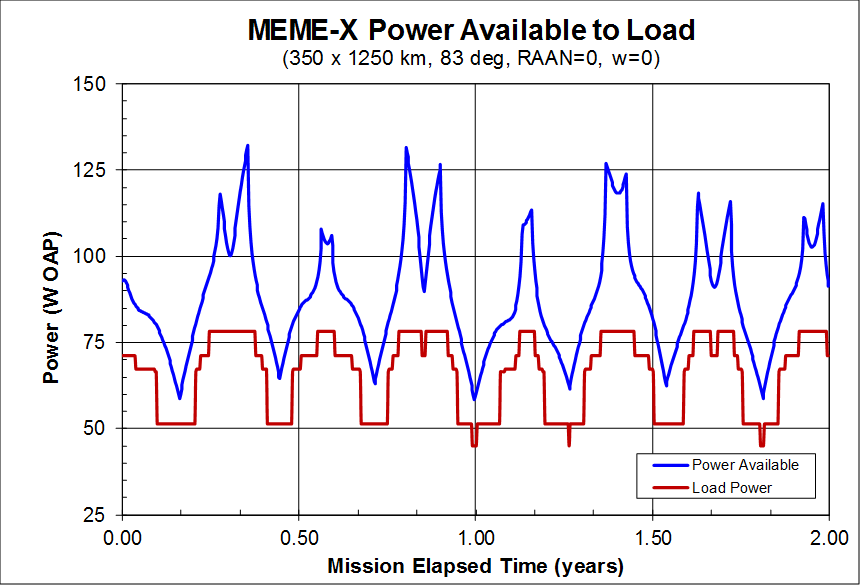 MEME-X Power Available to Load
(350 x 1250 km, 83 deg, RAAN=0, w=0)
150
125
100
75
50
25
Power (W OAP)
Power Available
Load Power
0.00 0.50 1.00 1.50 2.00
Mission Elapsed Time (years)